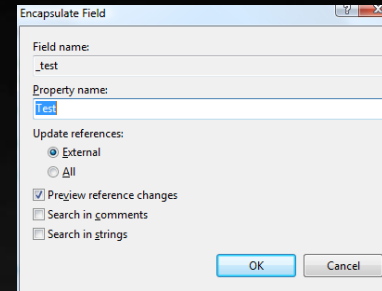 Encapsulate Field
Field name:
_test
Property name:
Test
Update references:
External
All
Preview reference changes
Search in comments
Search in strings
OK
Cancel